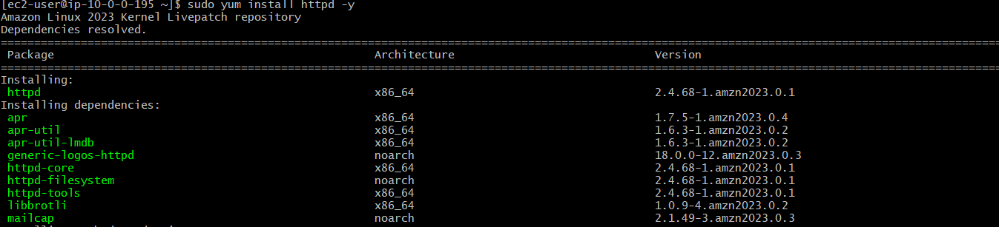 [ec2-user@ip-10-0-0-195 ~]$ sudo yum install httpd -y
Amazon Linux 2023 Kernel Livepatch repository
Dependencies resolved.
Package Architecture Version
Installing:
httpd x86_64 2.4.68-1.amzn2023.0.1
Installing dependencies:
apr x86_64 1.7.5-1.amzn2023.0.4
apr-util x86_64 1.6.3-1.amzn2023.0.2
apr-util-lmdb x86_64 1.6.3-1.amzn2023.0.2
generic-logos-httpd noarch 18.0.0-12.amzn2023.0.3
httpd-core x86_64 2.4.68-1.amzn2023.0.1
httpd-filesystem noarch 2.4.68-1.amzn2023.0.1
httpd-tools x86_64 2.4.68-1.amzn2023.0.1
libbrotli x86_64 1.0.9-4.amzn2023.0.2
mailcap noarch 2.1.49-3.amzn2023.0.3